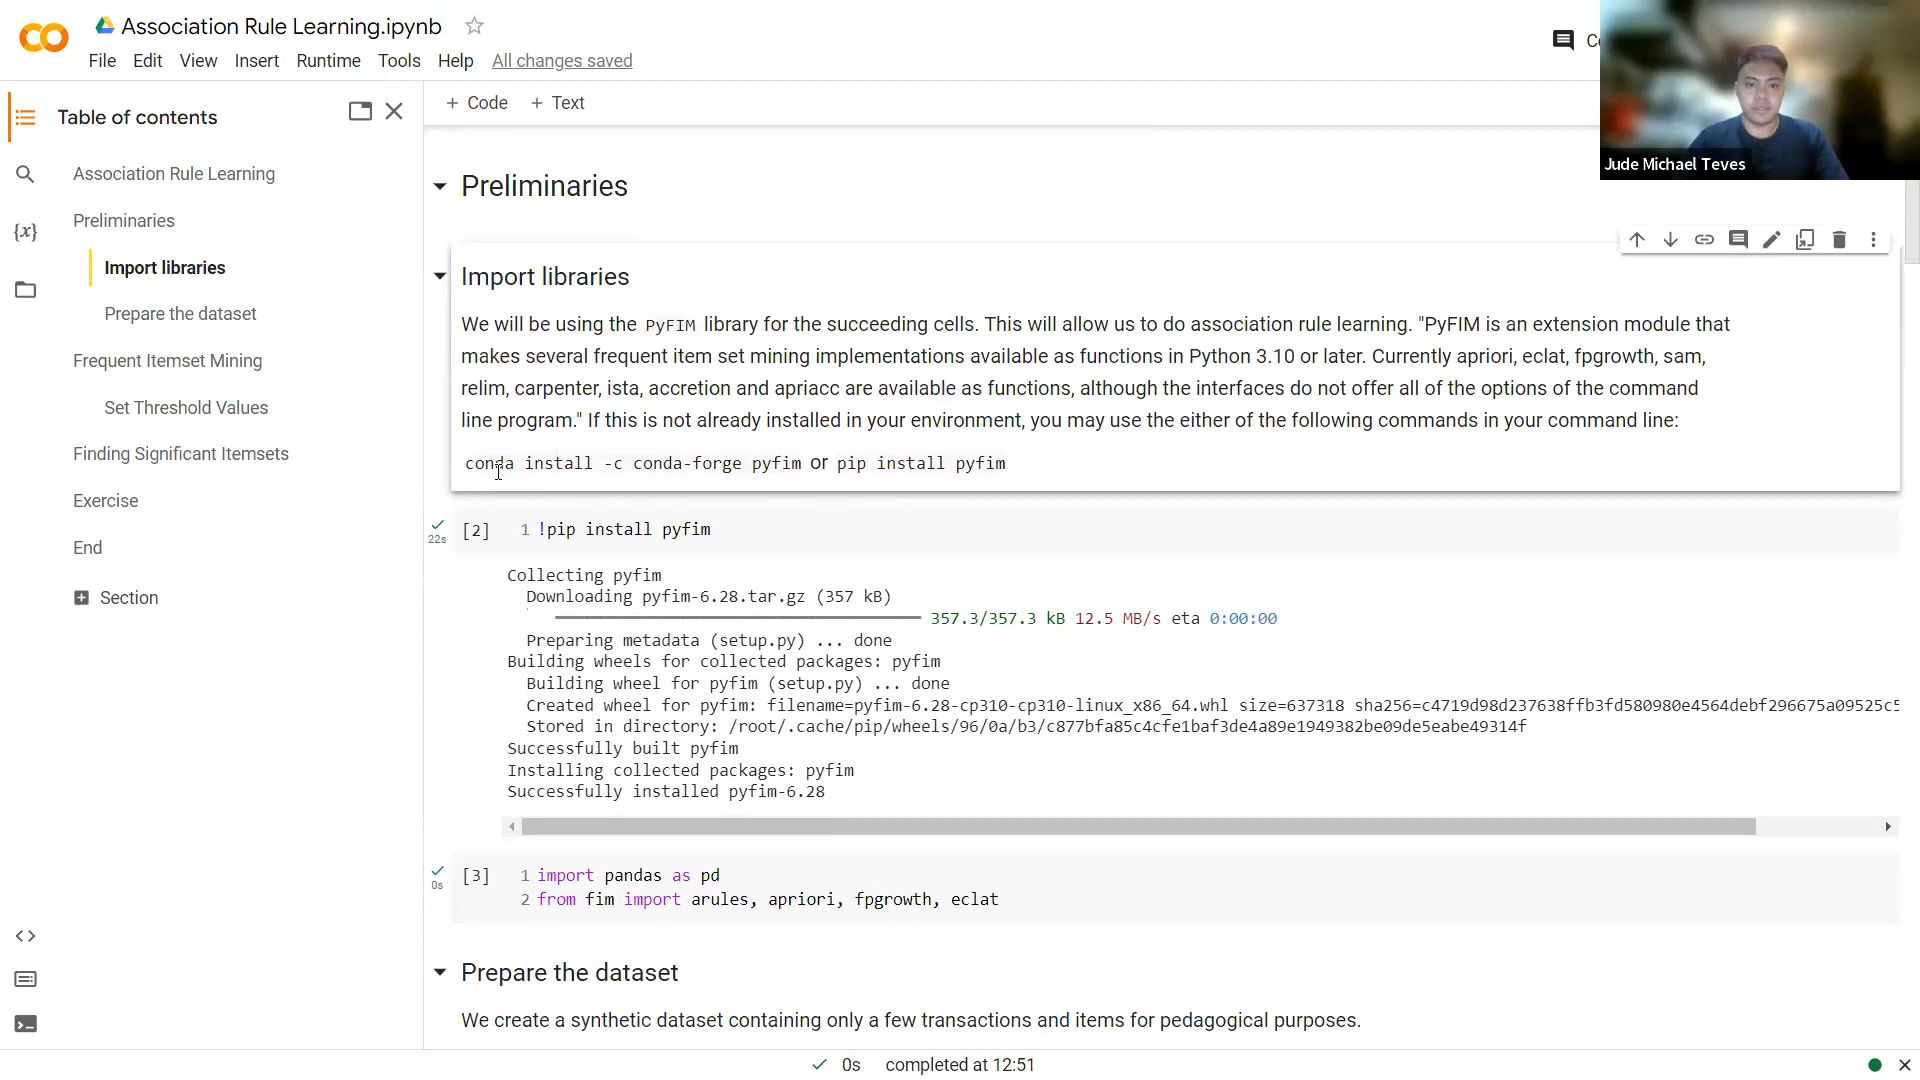 Association Rule Learning.ipynb
File Edit View Insert Runtime Tools Help All changes saved
Jude Michael Teves
Table of contents
Association Rule Learning
Preliminaries
Import libraries
Prepare the dataset
Frequent Itemset Mining
Set Threshold Values
Finding Significant Itemsets
Exercise
End
Section
+ Code + Text
Preliminaries
Import libraries
We will be using the PyFIM library for the succeeding cells. This will allow us to do association rule learning. "PyFIM is an extension module that
makes several frequent item set mining implementations available as functions in Python 3.10 or later. Currently apriori, eclat, fpgrowth, sam,
relim, carpenter, ista, accretion and apriacc are available as functions, although the interfaces do not offer all of the options of the command
line program." If this is not already installed in your environment, you may use the either of the following commands in your command line:
conda install -c conda-forge pyfim or pip install pyfim
22s [2] 1 !pip install pyfim
Collecting pyfim
Downloading pyfim-6.28.tar.gz (357 kB)
357.3/357.3 kB 12.5 MB/s eta 0:00:00
Preparing metadata (setup.py) ... done
Building wheels for collected packages: pyfim
Building wheel for pyfim (setup.py) ... done
Created wheel for pyfim: filename=pyfim-6.28-cp310-cp310-linux_x86_64.whl size=637318 sha256=c4719d98d237638ffb3fd580980e4564debf296675a09525c5
Stored in directory: /root/.cache/pip/wheels/96/0a/b3/c877bfa85c4cfe1baf3de4a89e1949382be09de5eabe49314f
Successfully built pyfim
Installing collected packages: pyfim
Successfully installed pyfim-6.28
0s [3] 1 import pandas as pd
2 from fim import arules, apriori, fpgrowth, eclat
Prepare the dataset
We create a synthetic dataset containing only a few transactions and items for pedagogical purposes.
0s completed at 12:51